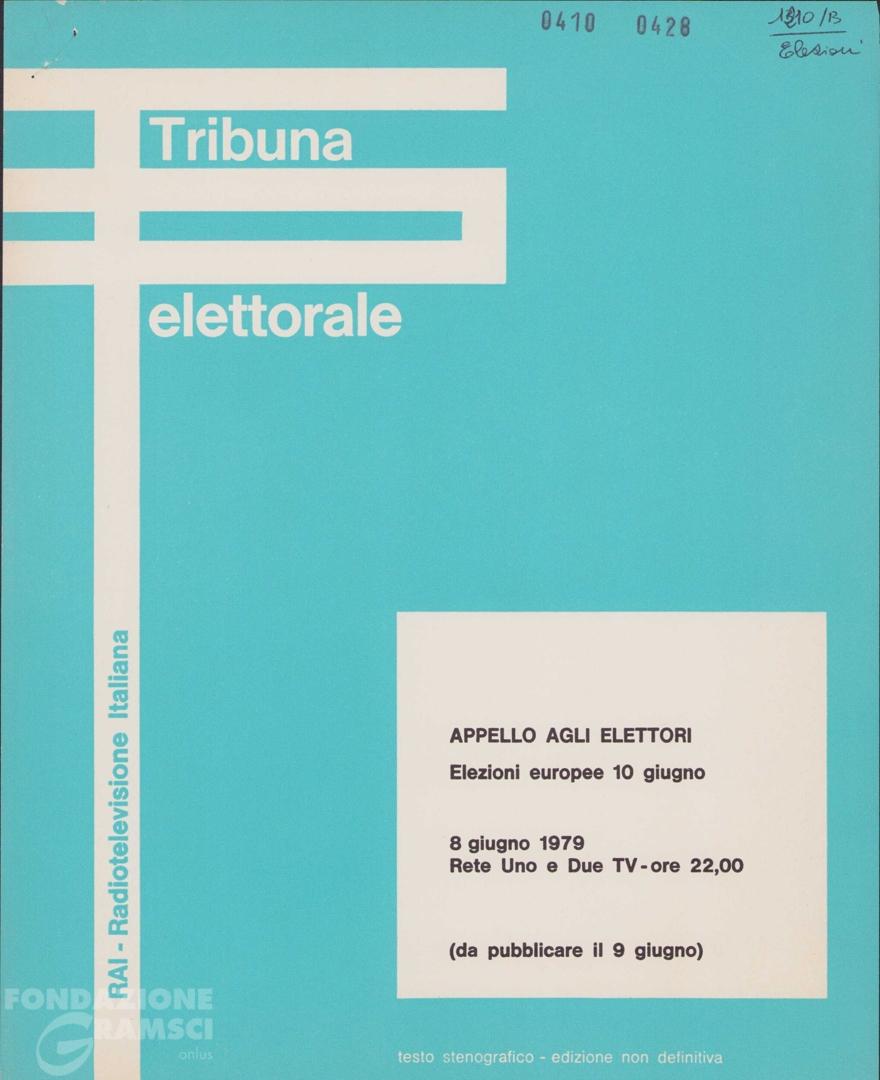 0410 0428
/B
Elezioni
Tribuna
elettorale
RAI - Radiotelevisione Italiana
APPELLO AGLI ELETTORI
Elezioni europee 10 giugno
8 giugno 1979
Rete Uno e Due TV-ore 22,00
(da pubblicare il 9 giugno)
FONDAZIONE
GRAMSCI
onlus
testo stenografico - edizione non definitiva